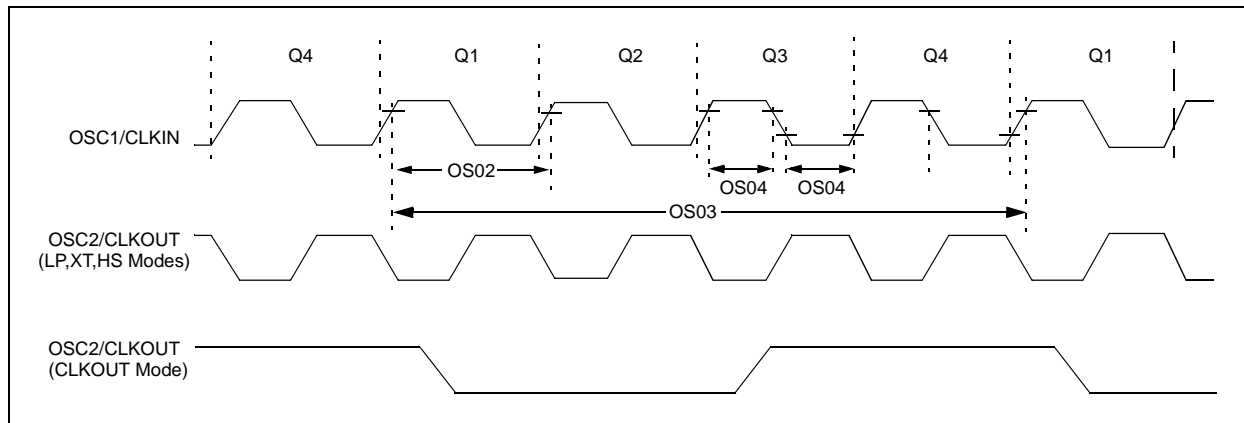 Q4 Q1 Q2 Q3 Q4 Q1
OSC1/CLKIN
OS02
OS04 OS04
OS03
OSC2/CLKOUT
(LP,XT,HS Modes)
OSC2/CLKOUT
(CLKOUT Mode)